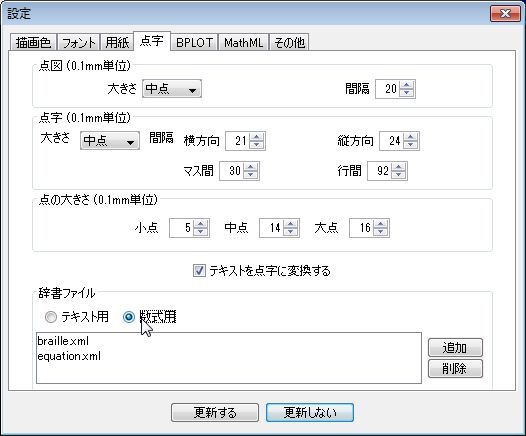 設定
描画色 フォント 用紙 点字 BPLOT MathML その他
点図 (0.1mm単位)
大きさ 中点 間隔 20
点字 (0.1mm単位)
大きさ 中点 間隔 横方向 21 縦方向 24
マス間 30 行間 92
点の大きさ (0.1mm単位)
小点 5 中点 14 大点 16
テキストを点字に変換する
辞書ファイル
テキスト用 数式用
braille.xml 追加
equation.xml 削除
更新する 更新しない